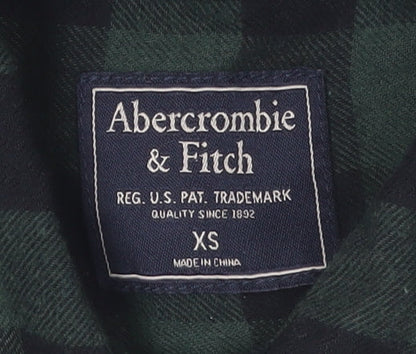 Abercrombie
& Fitch
REG. U.S. PAT. TRADEMARK
QUALITY SINCE 1892
XS
MADE IN CHINA